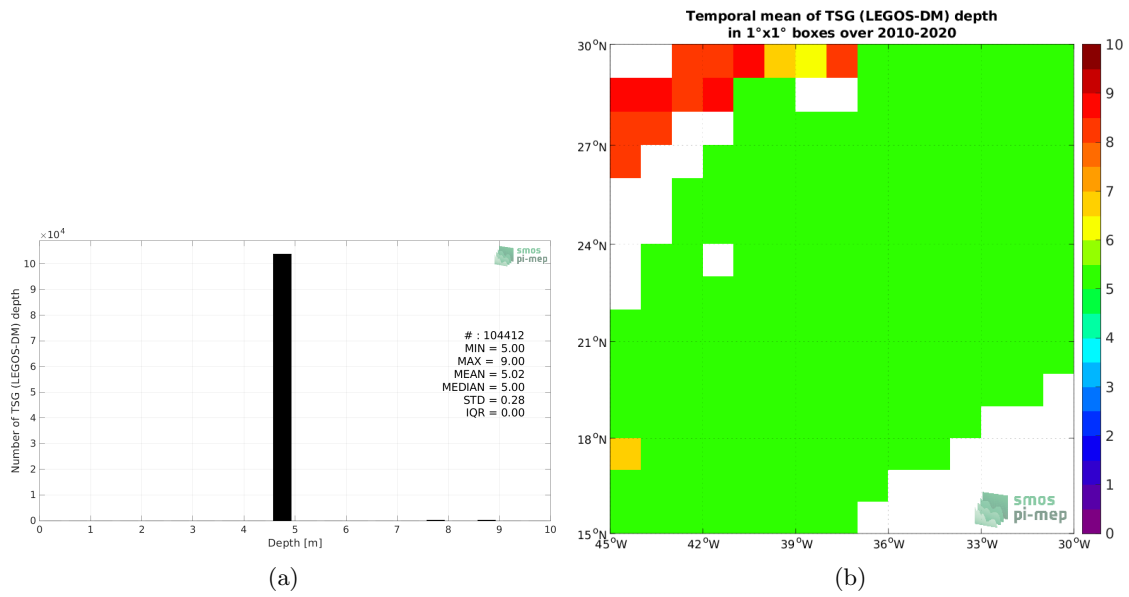 ×10⁴
10
9
8
7
6
5
4
3
2
1
0
Number of TSG (LEGOS-DM) depth
smos
pi-mep
# : 104412
MIN = 5.00
MAX = 9.00
MEAN = 5.02
MEDIAN = 5.00
STD = 0.28
IQR = 0.00
0 1 2 3 4 5 6 7 8 9 10
Depth [m]
(a)
Temporal mean of TSG (LEGOS-DM) depth
in 1°x1° boxes over 2010-2020
30°N
27°N
24°N
21°N
18°N
15°N
45°W 42°W 39°W 36°W 33°W 30°W
smos
pi-mep
10
9
8
7
6
5
4
3
2
1
0
(b)